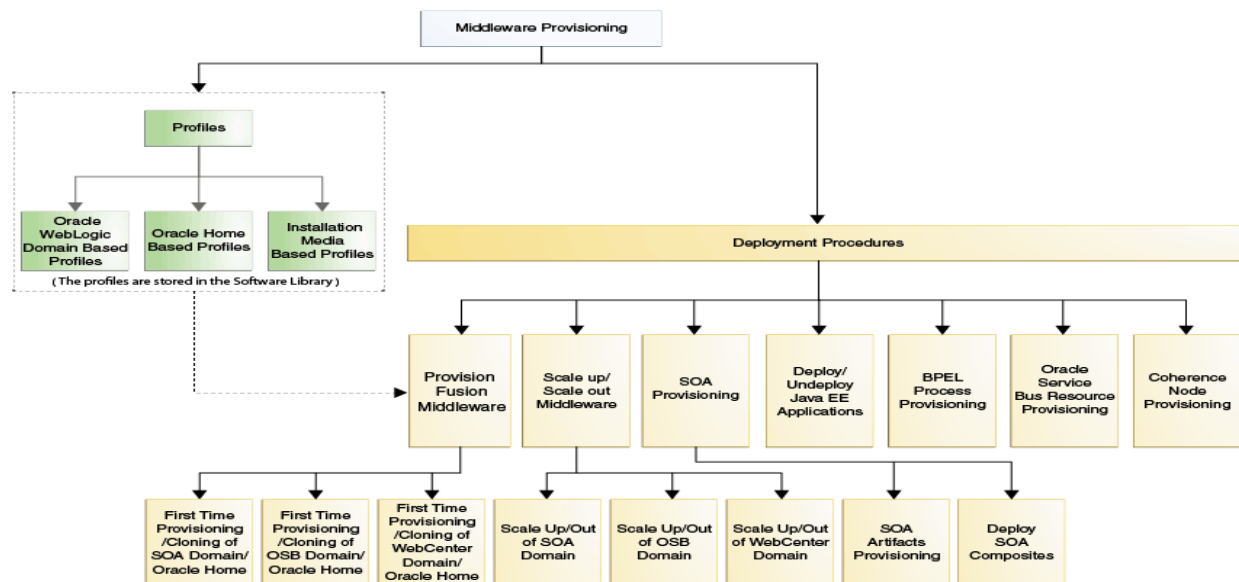 Middleware Provisioning
Profiles
Oracle
WebLogic
Domain Based
Profiles
Oracle Home
Based Profiles
Installation
Media
Based Profiles
( The profiles are stored in the Software Library )
Deployment Procedures
Provision
Fusion
Middleware
Scale up/
Scale out
Middleware
SOA
Provisioning
Deploy/
Undeploy
Java EE
Applications
BPEL
Process
Provisioning
Oracle
Service
Bus Resource
Provisioning
Coherence
Node
Provisioning
First Time
Provisioning
/Cloning of
SOA Domain/
Oracle Home
First Time
Provisioning
/Cloning of
OSB Domain/
Oracle Home
First Time
Provisioning
/Cloning of
WebCenter
Domain/
Oracle Home
Scale Up/Out
of SOA
Domain
Scale Up/Out
of OSB
Domain
Scale Up/Out
of WebCenter
Domain
SOA
Artifacts
Provisioning
Deploy
SOA
Composites